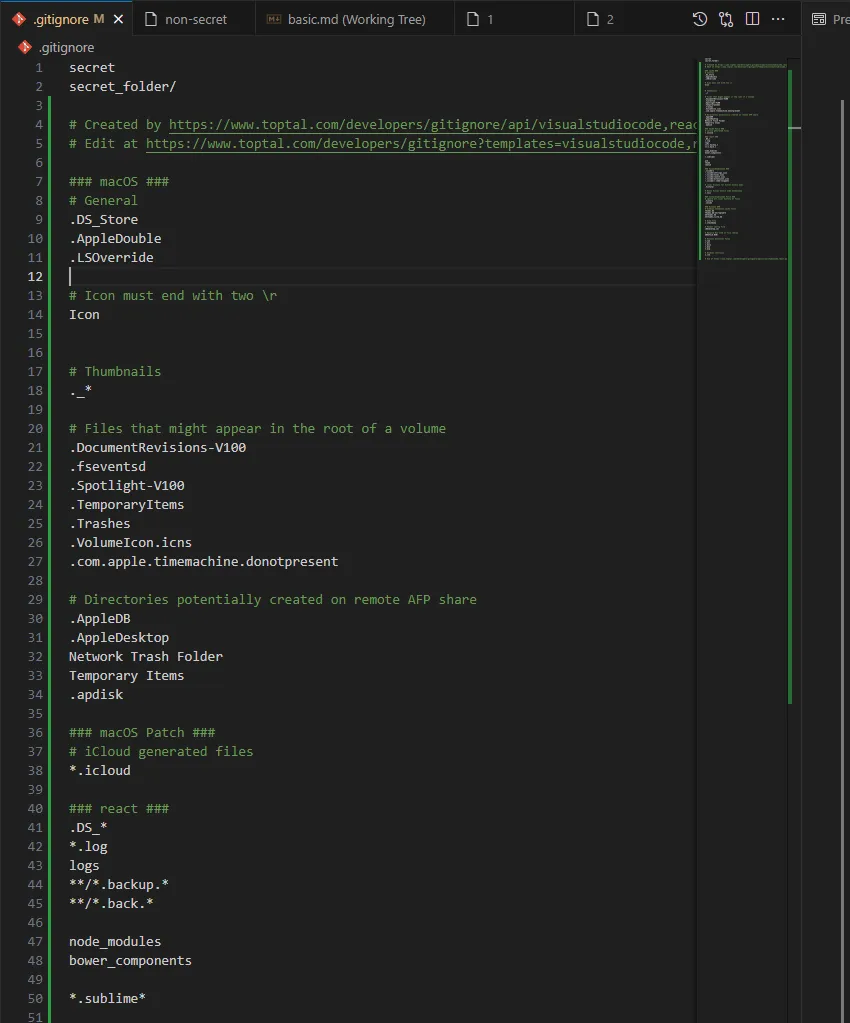 .gitignore M
non-secret
basic.md (Working Tree)
1
2
Pre
.gitignore
1 secret
2 secret_folder/
3
4 # Created by https://www.toptal.com/developers/gitignore/api/visualstudiocode,reac
5 # Edit at https://www.toptal.com/developers/gitignore?templates=visualstudiocode,r
6
7 ### macOS ###
8 # General
9 .DS_Store
10 .AppleDouble
11 .LSOverride
12
13 # Icon must end with two \r
14 Icon
15
16
17 # Thumbnails
18 ._*
19
20 # Files that might appear in the root of a volume
21 .DocumentRevisions-V100
22 .fseventsd
23 .Spotlight-V100
24 .TemporaryItems
25 .Trashes
26 .VolumeIcon.icns
27 .com.apple.timemachine.donotpresent
28
29 # Directories potentially created on remote AFP share
30 .AppleDB
31 .AppleDesktop
32 Network Trash Folder
33 Temporary Items
34 .apdisk
35
36 ### macOS Patch ###
37 # iCloud generated files
38 *.icloud
39
40 ### react ###
41 .DS_*
42 *.log
43 logs
44 **/*.backup.*
45 **/*.back.*
46
47 node_modules
48 bower_components
49
50 *.sublime*
51